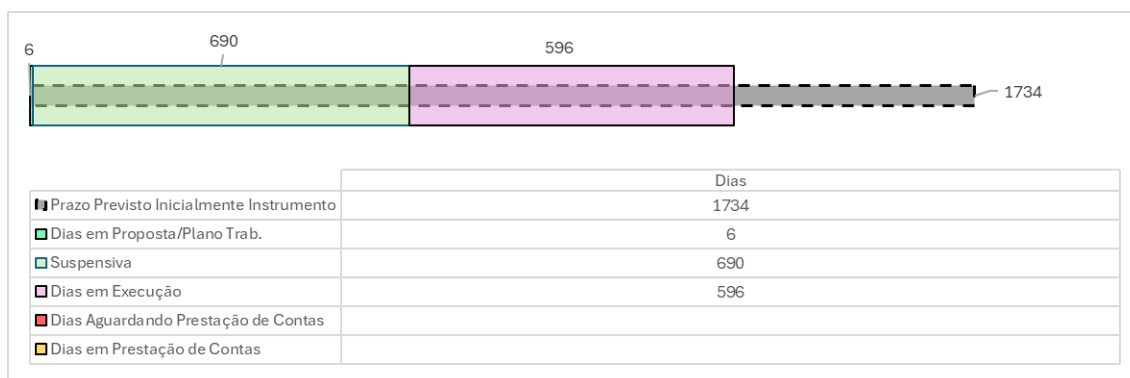 6
690
596
1734
Dias
Prazo Previsto Inicialmente Instrumento 1734
Dias em Proposta/Plano Trab. 6
Suspensiva 690
Dias em Execução 596
Dias Aguardando Prestação de Contas
Dias em Prestação de Contas